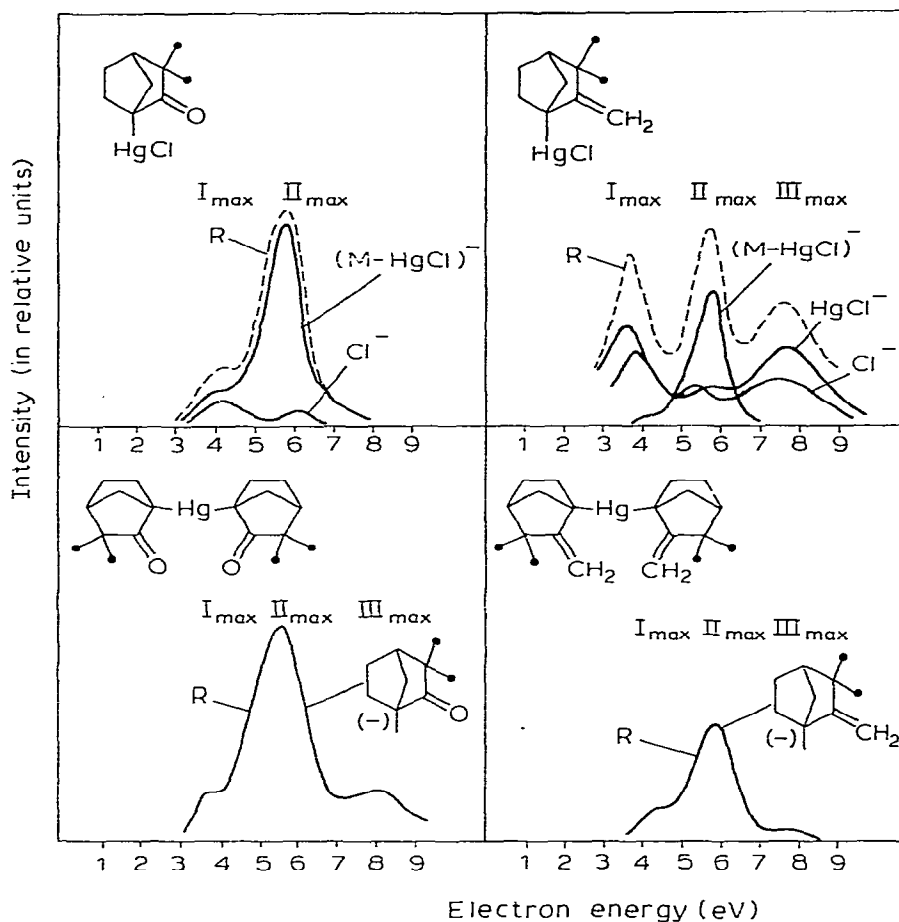 Intensity (in relative units)
O
HgCl
I max II max
R
(M-HgCl)⁻
Cl⁻
1 2 3 4 5 6 7 8 9
CH₂
HgCl
I max II max III max
R
(M-HgCl)⁻
HgCl⁻
Cl⁻
1 2 3 4 5 6 7 8 9
Hg
O O
I max II max III max
R
(-)
O
1 2 3 4 5 6 7 8 9
Hg
CH₂ CH₂
I max II max III max
R
(-)
CH₂
1 2 3 4 5 6 7 8 9
Electron energy (eV)